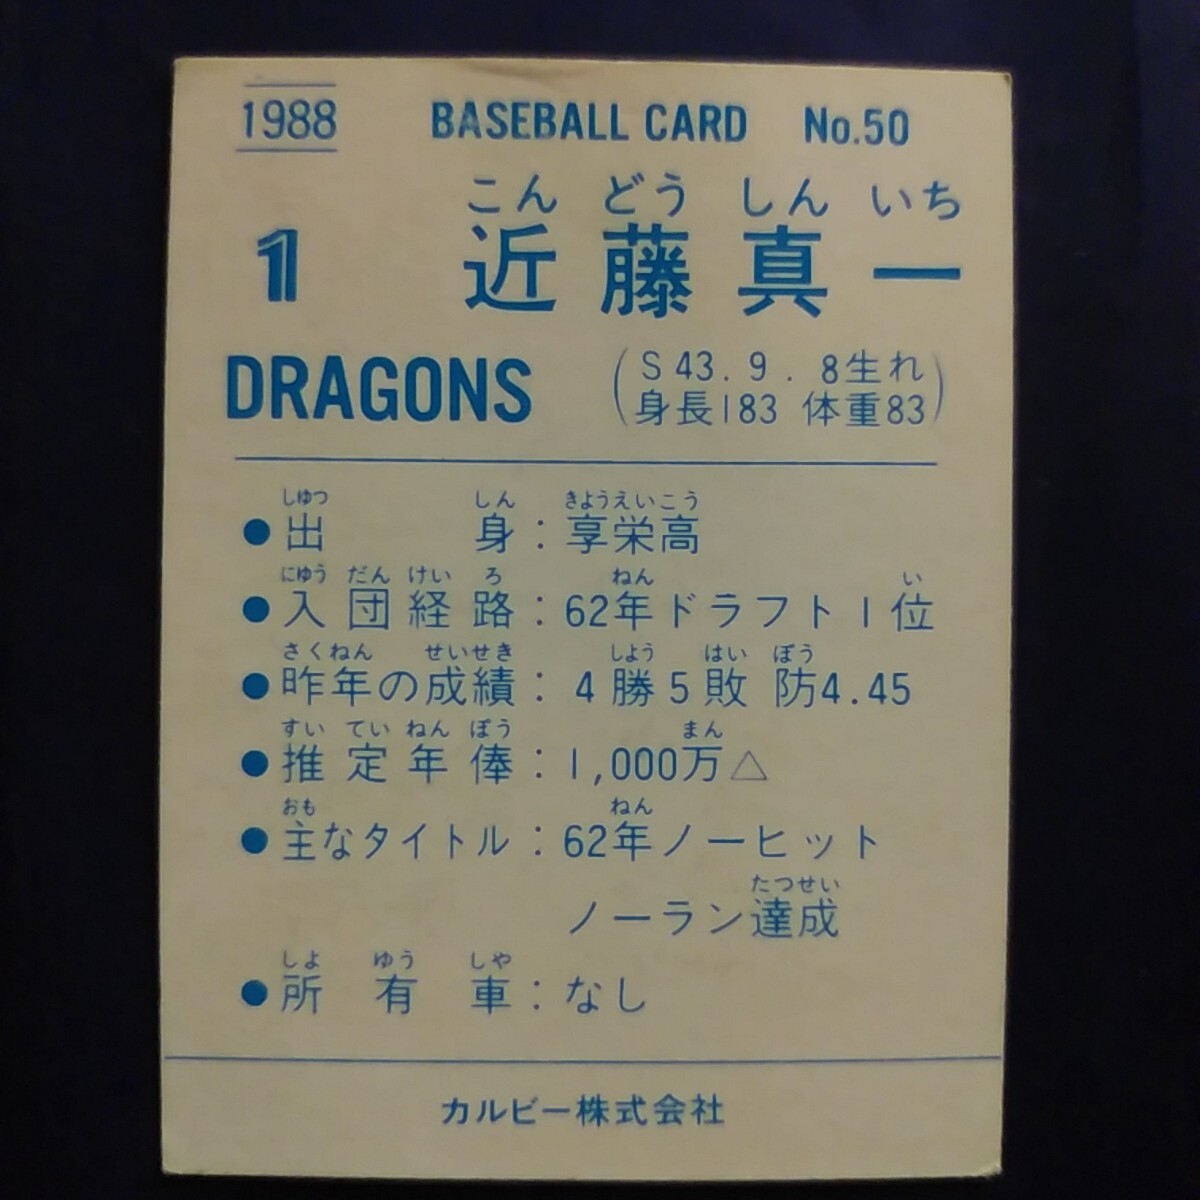 1988 BASEBALL CARD No.50
こん どう しん いち
1 近藤真一
DRAGONS
(S43.9.8生れ
身長183 体重83)
しゆつ しん きようえいこう
●出身:享栄高
にゆう だん けい ろ ねん い
●入団経路:62年ドラフト1位
さくねん せいせき しよう はい ぼう
●昨年の成績:4勝5敗 防4.45
すい てい ねん ぽう まん
●推定年俸:1,000万△
おも ねん
●主なタイトル:62年ノーヒット
たつせい
ノーラン達成
しよ ゆう しや
●所有車:なし
カルビー株式会社